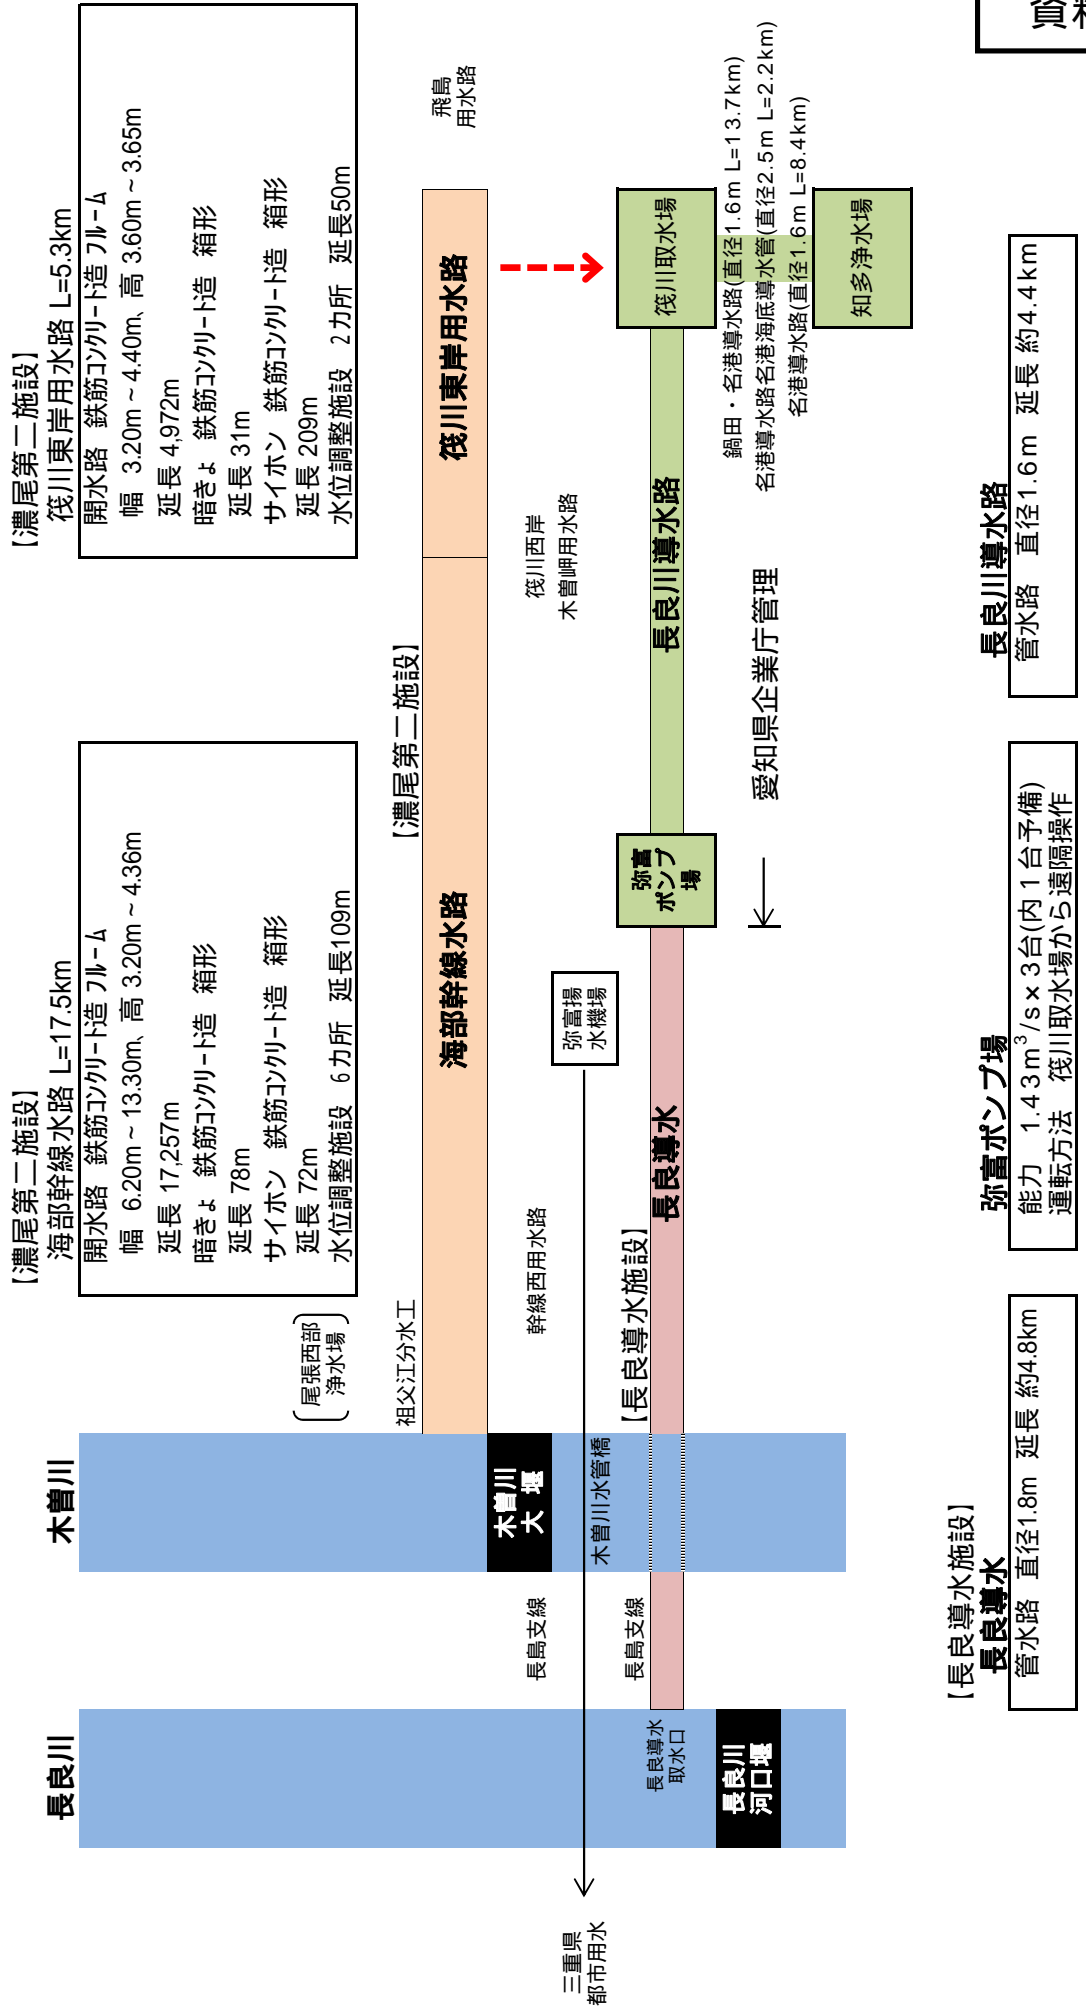 長良川
木曽川
【濃尾第二施設】
海部幹線水路 L=17.5km
開水路 鉄筋コンクリート造 フルーム
幅 6.20m～13.30m、高 3.20m～4.36m
延長 17,257m
暗きょ 鉄筋コンクリート造 箱形
延長 78m
サイホン 鉄筋コンクリート造 箱形
延長 72m
水位調整施設 6カ所 延長109m
【濃尾第二施設】
筏川東岸用水路 L=5.3km
開水路 鉄筋コンクリート造 フルーム
幅 3.20m～4.40m、高 3.60m～3.65m
延長 4,972m
暗きょ 鉄筋コンクリート造 箱形
延長 31m
サイホン 鉄筋コンクリート造 箱形
延長 209m
水位調整施設 2カ所 延長50m
尾張西部
浄水場
祖父江分水工
【濃尾第二施設】
海部幹線水路
筏川東岸用水路
飛島
用水路
木曽川
大 堰
長島支線
幹線西用水路
弥富揚
水機場
筏川西岸
木曽岬用水路
三重県
都市用水
木曽川水管橋
長島支線
【長良導水施設】
長良導水
取水口
長良導水
弥富
ポンプ
場
長良川導水路
筏川取水場
長良川
河口堰
愛知県企業庁管理
鍋田・名港導水路(直径1.6m L=13.7km)
名港導水路名港海底導水管(直径2.5m L=2.2km)
名港導水路(直径1.6m L=8.4km)
知多浄水場
【長良導水施設】
長良導水
管水路 直径1.8m 延長 約4.8km
弥富ポンプ場
能力 1.43m³/s×3台(内1台予備)
運転方法 筏川取水場から遠隔操作
長良川導水路
管水路 直径1.6m 延長 約4.4km